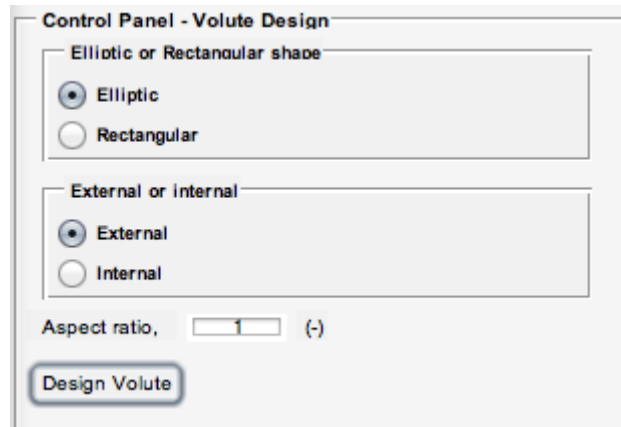 Control Panel - Volute Design
Elliptic or Rectangular shape
Elliptic
Rectangular
External or internal
External
Internal
Aspect ratio, 1 (-)
Design Volute